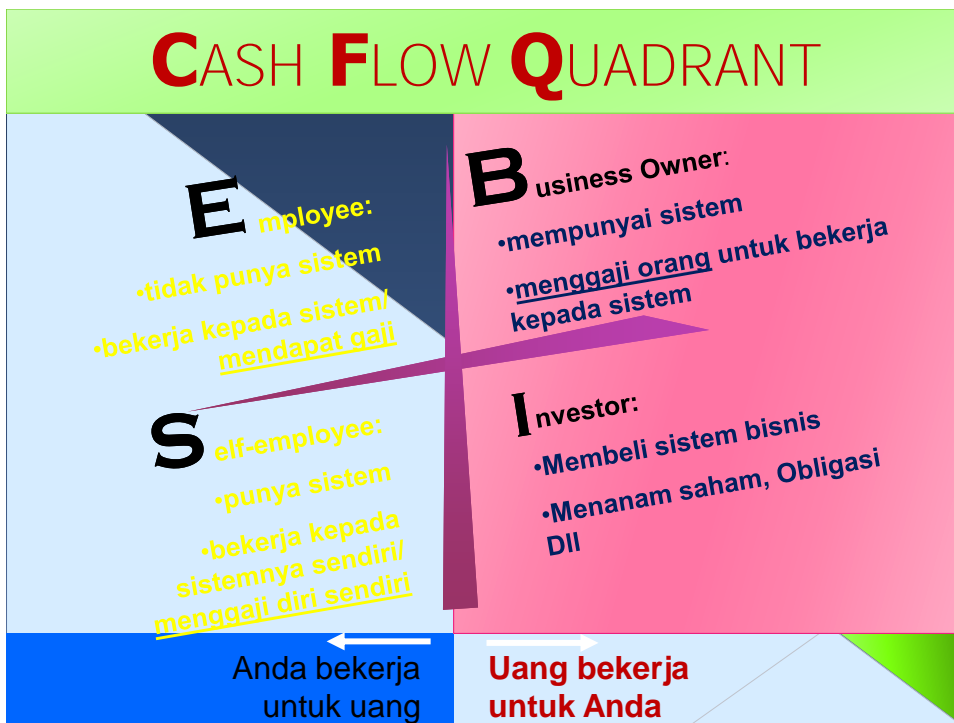 CASH FLOW QUADRANT
Employee:
•tidak punya sistem
•bekerja kepada sistem/
mendapat gaji
Business Owner:
•mempunyai sistem
•menggaji orang untuk bekerja
kepada sistem
Self-employee:
•punya sistem
•bekerja kepada
sistemnya sendiri/
menggaji diri sendiri
Investor:
•Membeli sistem bisnis
•Menanam saham, Obligasi
Dll
Anda bekerja
untuk uang
Uang bekerja
untuk Anda